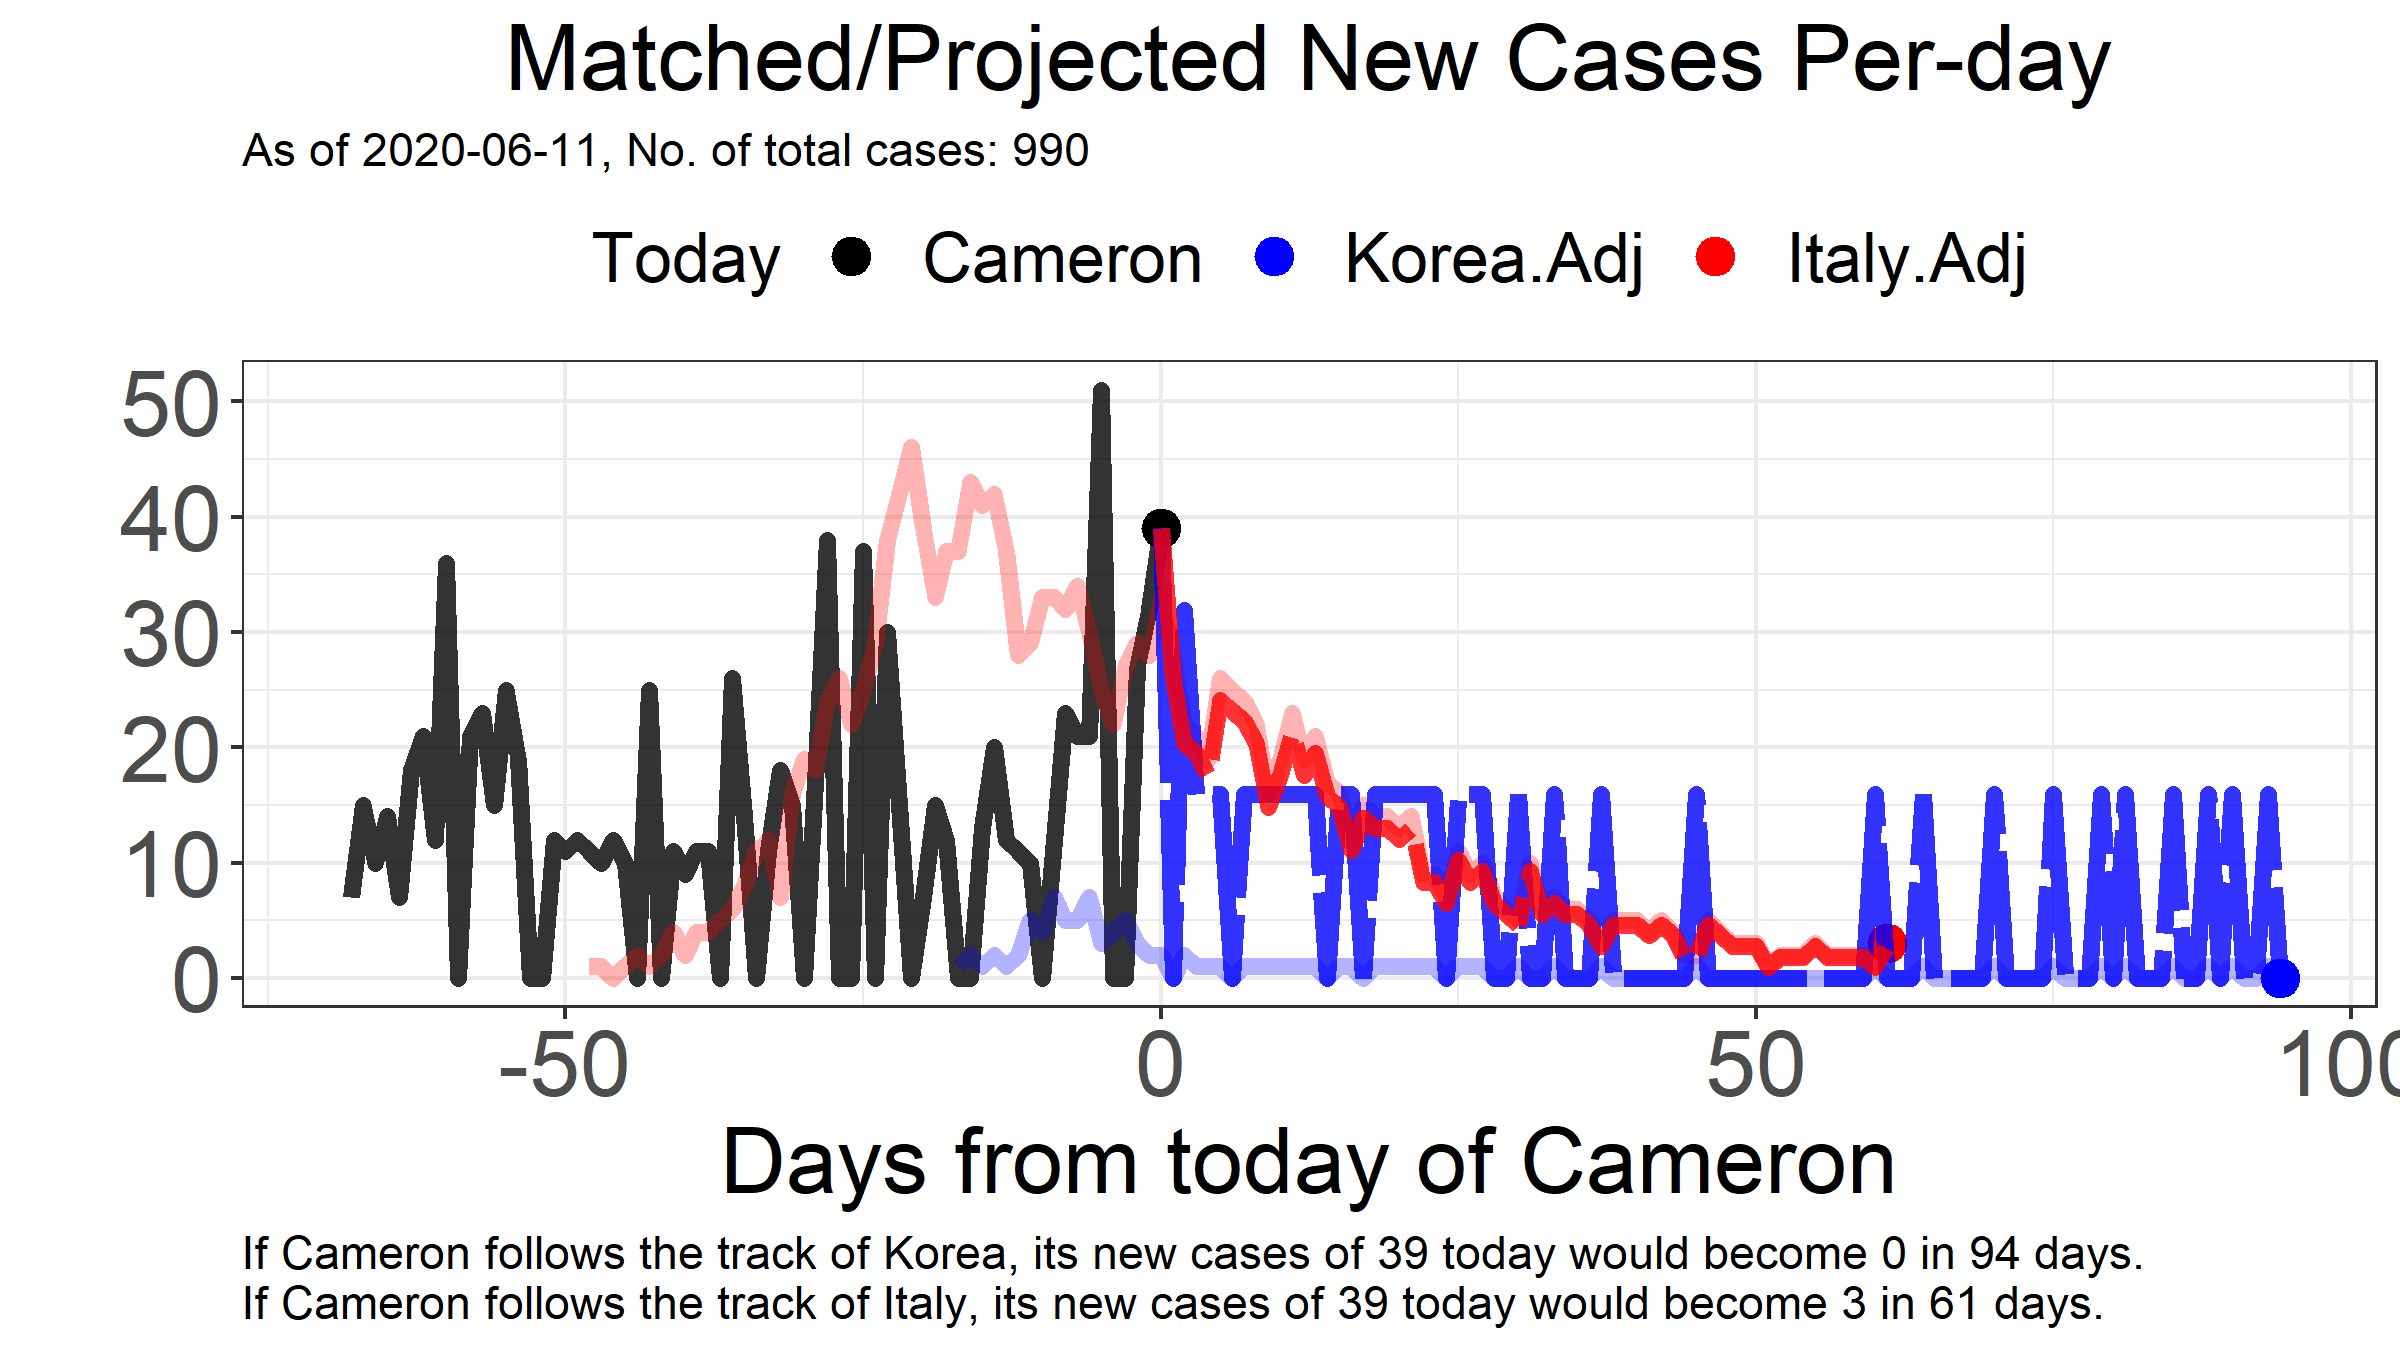 Matched/Projected New Cases Per-day
As of 2020-06-11, No. of total cases: 990
Today Cameron Korea.Adj Italy.Adj
50
40
30
20
10
0
-50 0 50 100
Days from today of Cameron
If Cameron follows the track of Korea, its new cases of 39 today would become 0 in 94 days.
If Cameron follows the track of Italy, its new cases of 39 today would become 3 in 61 days.